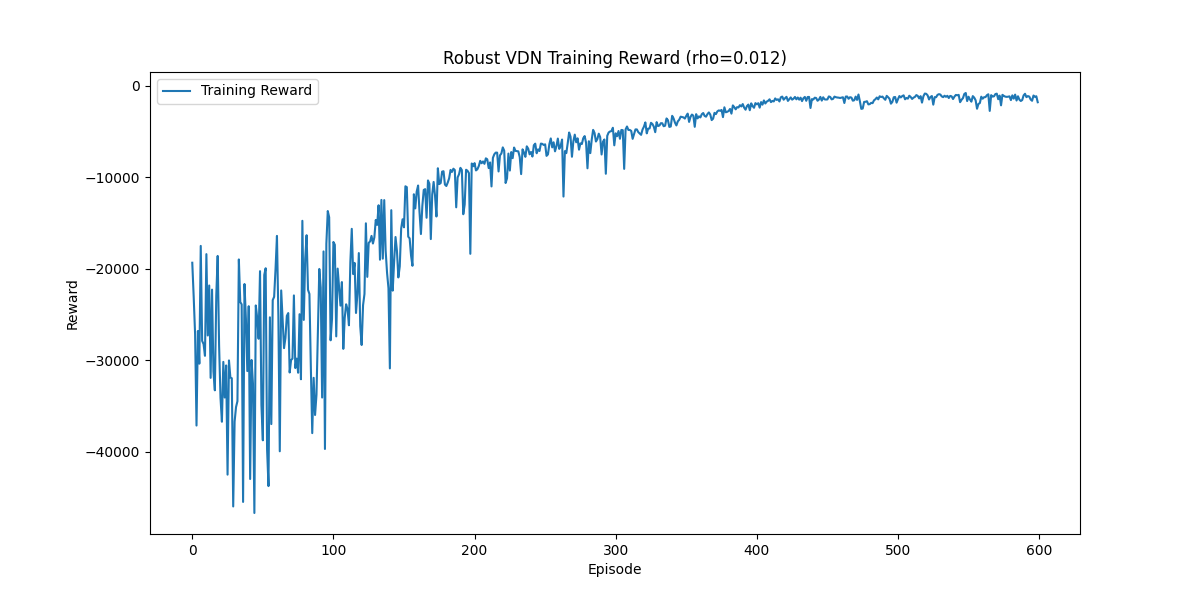 Robust VDN Training Reward (rho=0.012)
Training Reward
0
−10000
−20000
−30000
−40000
Reward
0 100 200 300 400 500 600
Episode